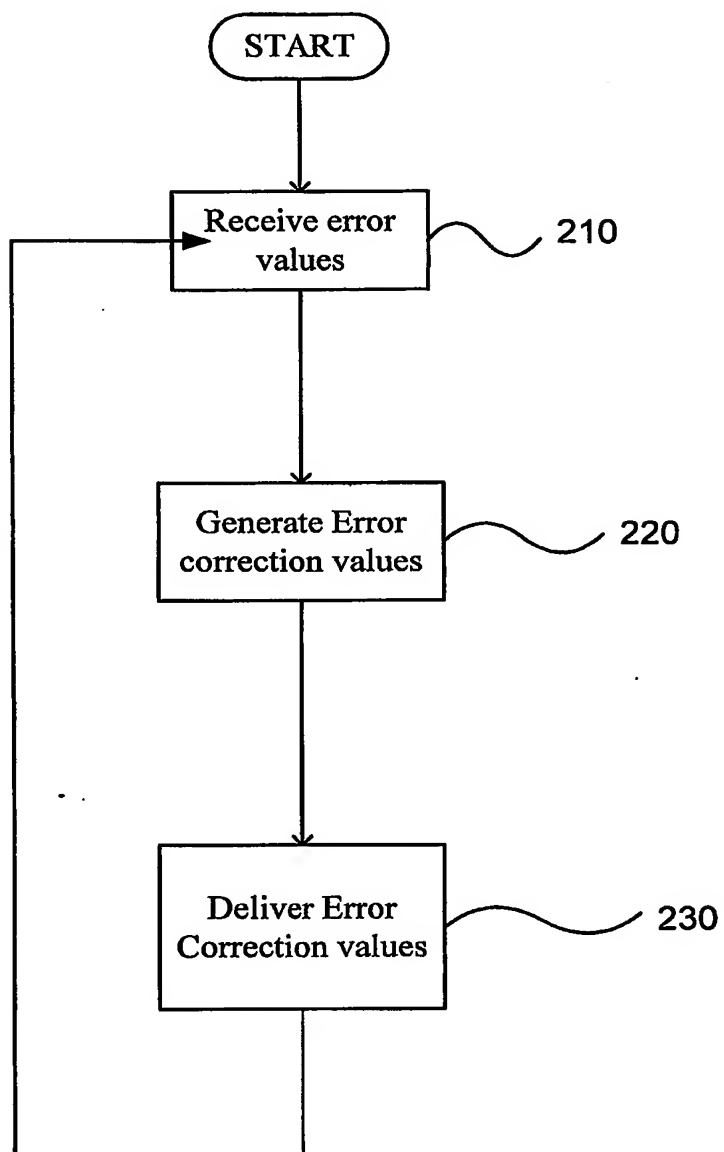 START
Receive error
values
210
Generate Error
correction values
220
Deliver Error
Correction values
230